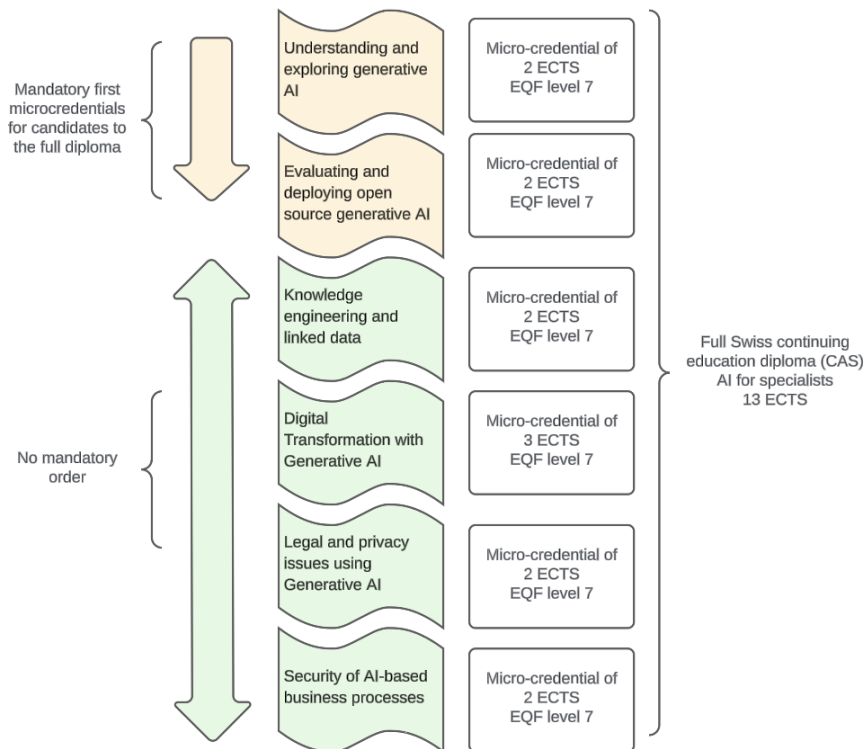 Understanding and
exploring generative
AI
Micro-credential of
2 ECTS
EQF level 7
Mandatory first
microcredentials
for candidates to
the full diploma
Evaluating and
deploying open
source generative AI
Micro-credential of
2 ECTS
EQF level 7
Knowledge
engineering and
linked data
Micro-credential of
2 ECTS
EQF level 7
Full Swiss continuing
education diploma (CAS)
AI for specialists
13 ECTS
Digital
Transformation with
Generative AI
Micro-credential of
3 ECTS
EQF level 7
No mandatory
order
Legal and privacy
issues using
Generative AI
Micro-credential of
2 ECTS
EQF level 7
Security of AI-based
business processes
Micro-credential of
2 ECTS
EQF level 7